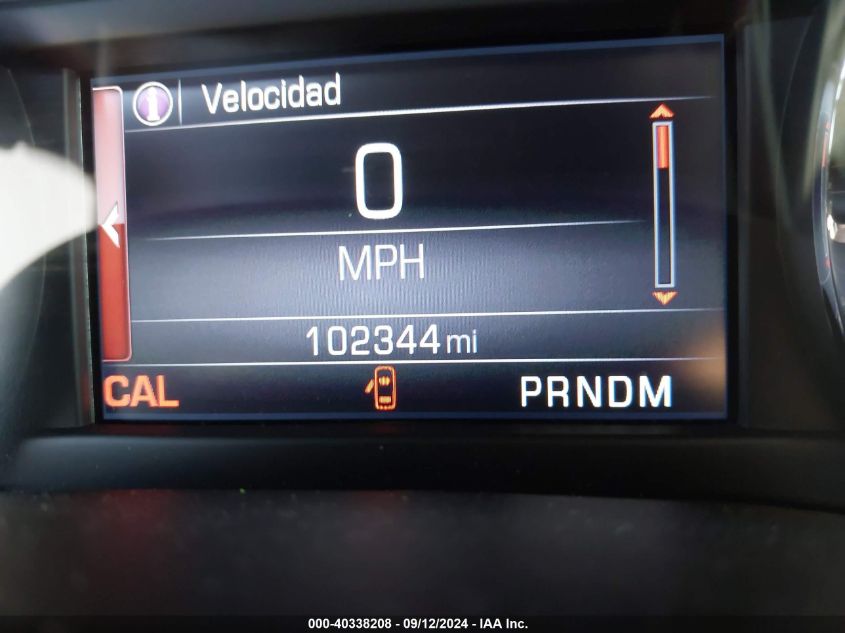 Velocidad
0
MPH
102344 mi
CAL PRNDM
000-40338208 - 09/12/2024 - IAA Inc.